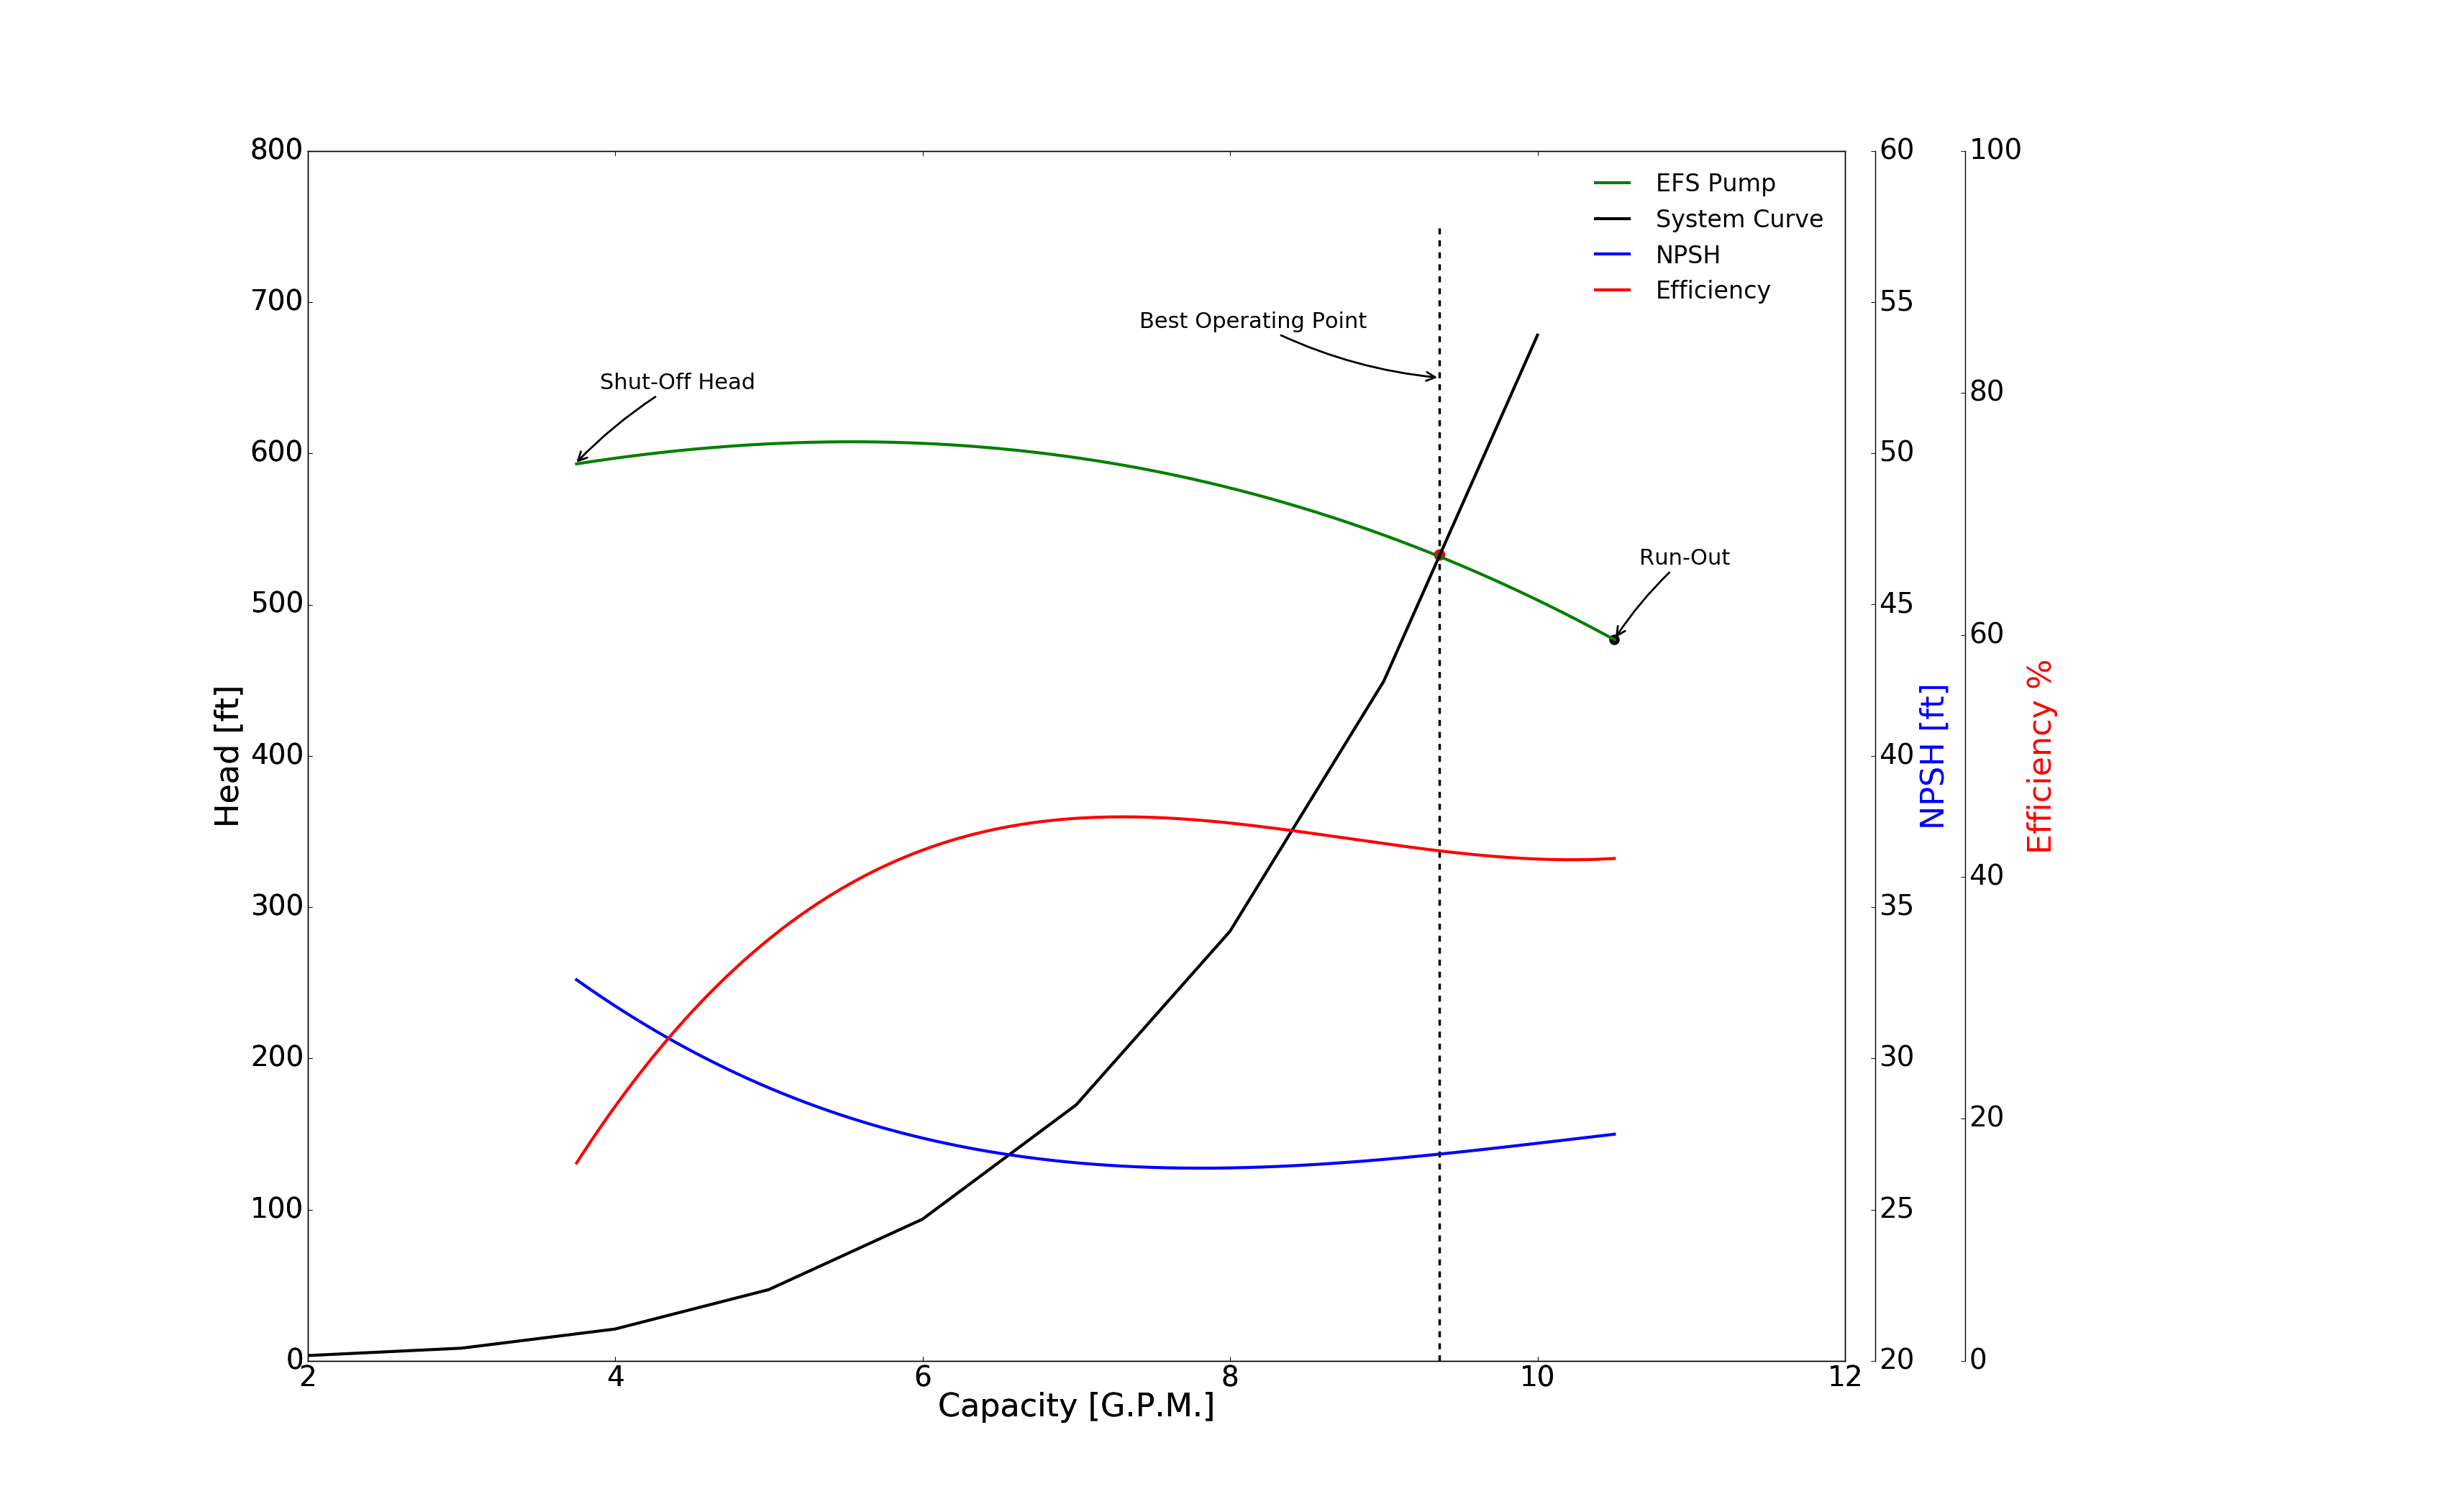 EFS Pump
System Curve
NPSH
Efficiency
Best Operating Point
Shut-Off Head
Run-Out
Head [ft]
800
700
600
500
400
300
200
100
0
2
4
6
8
10
12
Capacity [G.P.M.]
60
55
50
45
40
35
30
25
20
NPSH [ft]
100
80
60
40
20
0
Efficiency %